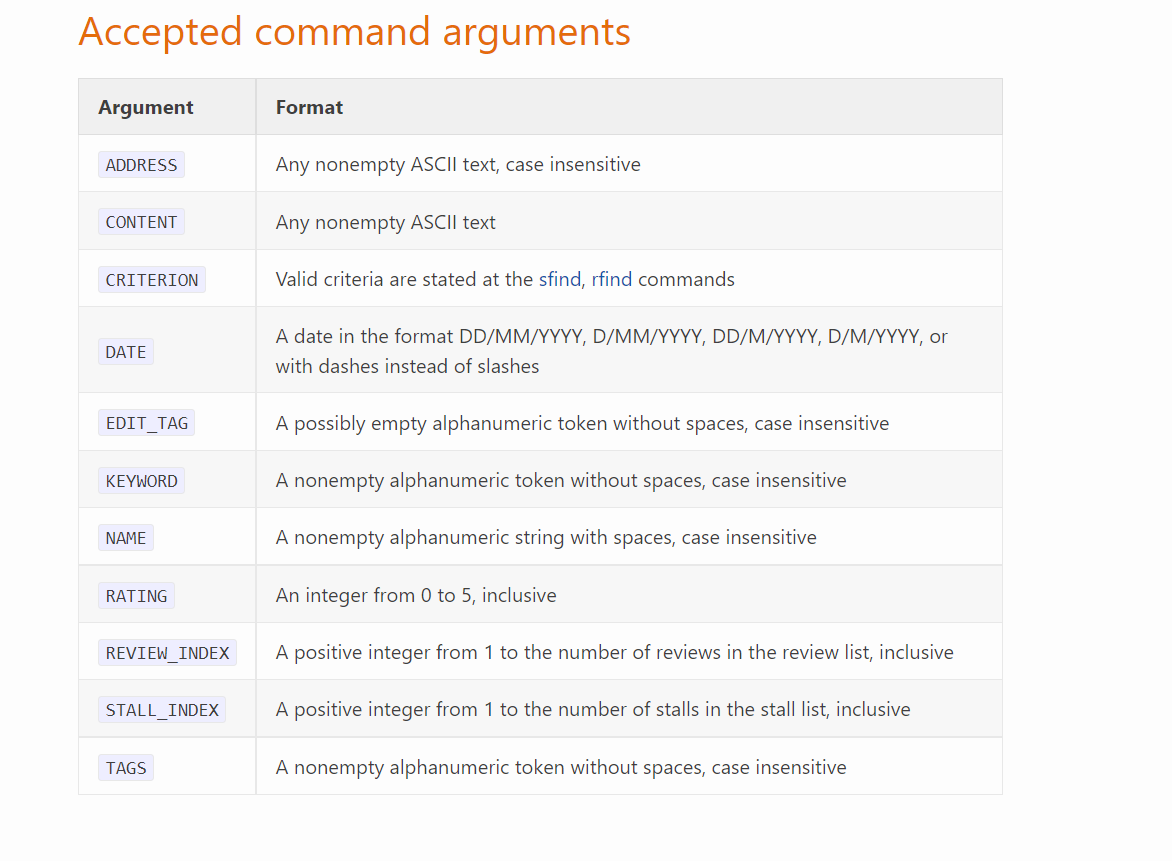 Accepted command arguments
Argument Format
ADDRESS Any nonempty ASCII text, case insensitive
CONTENT Any nonempty ASCII text
CRITERION Valid criteria are stated at the sfind, rfind commands
DATE A date in the format DD/MM/YYYY, D/MM/YYYY, DD/M/YYYY, D/M/YYYY, or
with dashes instead of slashes
EDIT_TAG A possibly empty alphanumeric token without spaces, case insensitive
KEYWORD A nonempty alphanumeric token without spaces, case insensitive
NAME A nonempty alphanumeric string with spaces, case insensitive
RATING An integer from 0 to 5, inclusive
REVIEW_INDEX A positive integer from 1 to the number of reviews in the review list, inclusive
STALL_INDEX A positive integer from 1 to the number of stalls in the stall list, inclusive
TAGS A nonempty alphanumeric token without spaces, case insensitive